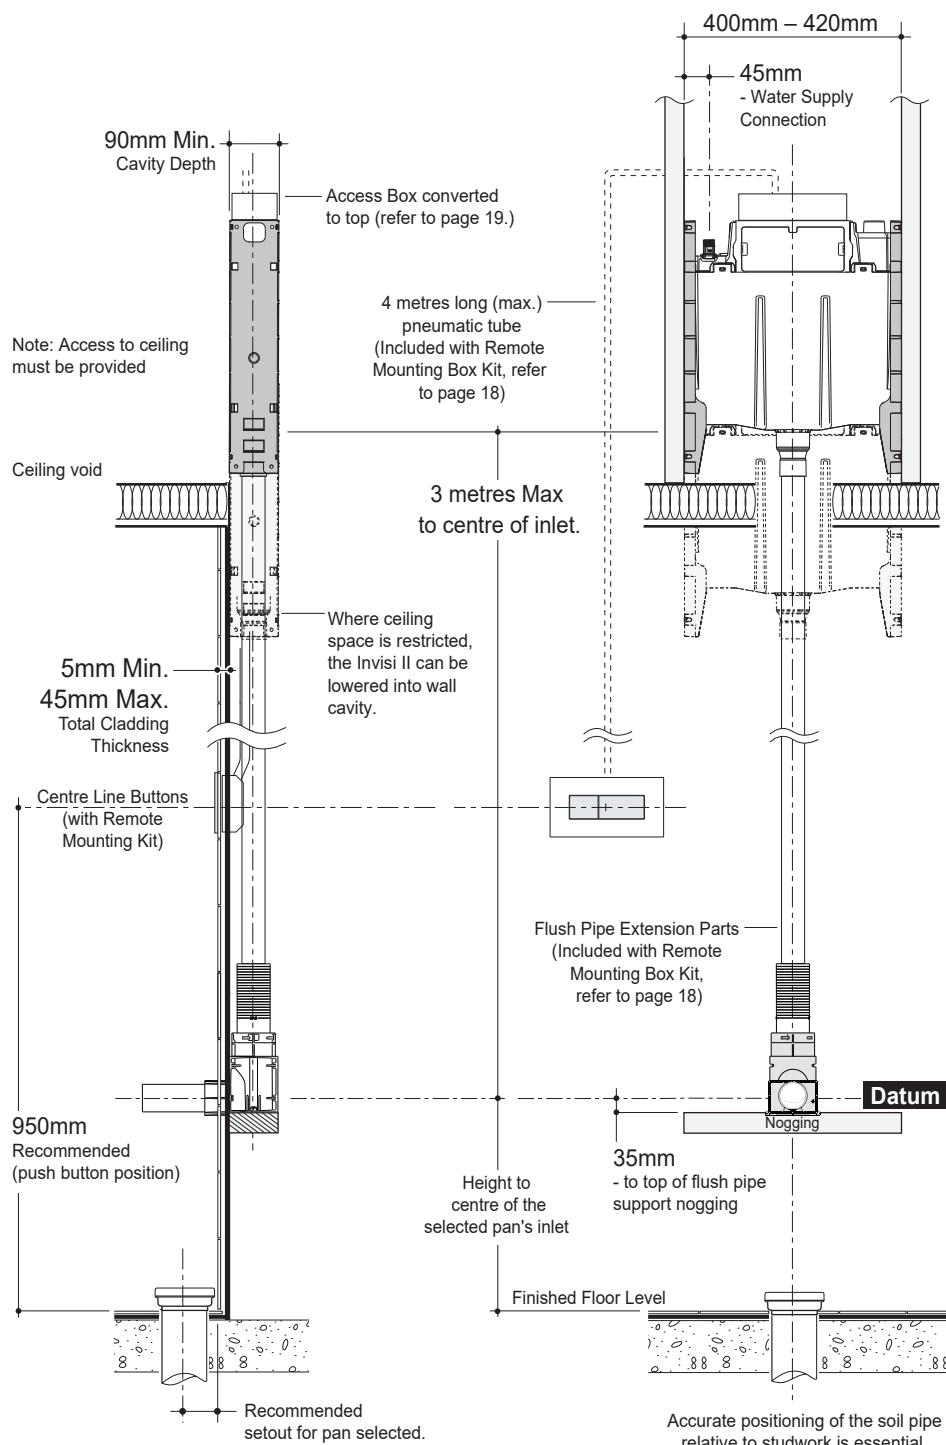 400mm – 420mm
45mm
- Water Supply
Connection
90mm Min.
Cavity Depth
Access Box converted
to top (refer to page 19.)
4 metres long (max.)
pneumatic tube
(Included with Remote
Mounting Box Kit, refer
to page 18)
Note: Access to ceiling
must be provided
Ceiling void
3 metres Max
to centre of inlet.
Where ceiling
space is restricted,
the Invisi II can be
lowered into wall
cavity.
5mm Min.
45mm Max.
Total Cladding
Thickness
Centre Line Buttons
(with Remote
Mounting Kit)
Flush Pipe Extension Parts
(Included with Remote
Mounting Box Kit,
refer to page 18)
Datum
Nogging
950mm
Recommended
(push button position)
35mm
- to top of flush pipe
support nogging
Height to
centre of the
selected pan's inlet
Finished Floor Level
Recommended
setout for pan selected.
Accurate positioning of the soil pipe
relative to studwork is essential